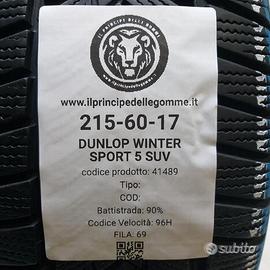 IL PRINCIPE DELLE GOMME
www.ilprincipedellegomme.it
215-60-17
DUNLOP WINTER
SPORT 5 SUV
codice prodotto: 41489
Tipo:
COD:
Battistrada: 90%
Codice Velocità: 96H
FILA: 69
subito